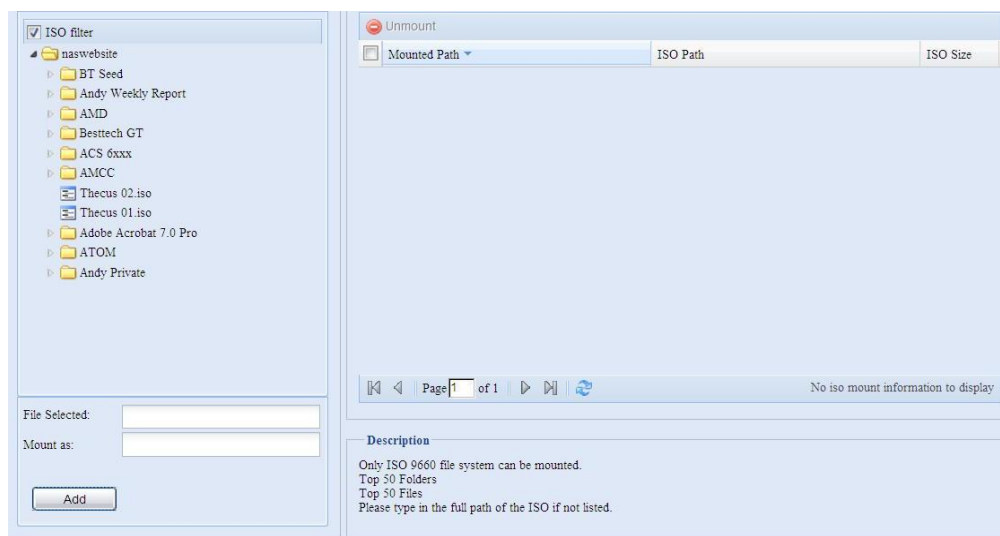 ISO filter
naswebsite
BT Seed
Andy Weekly Report
AMD
Besttech GT
ACS 6xxx
AMCC
Thecus 02.iso
Thecus 01.iso
Adobe Acrobat 7.0 Pro
ATOM
Andy Private
File Selected:
Mount as:
Add
Unmount
Mounted Path ISO Path ISO Size
Page 1 of 1 No iso mount information to display
Description
Only ISO 9660 file system can be mounted.
Top 50 Folders
Top 50 Files
Please type in the full path of the ISO if not listed.